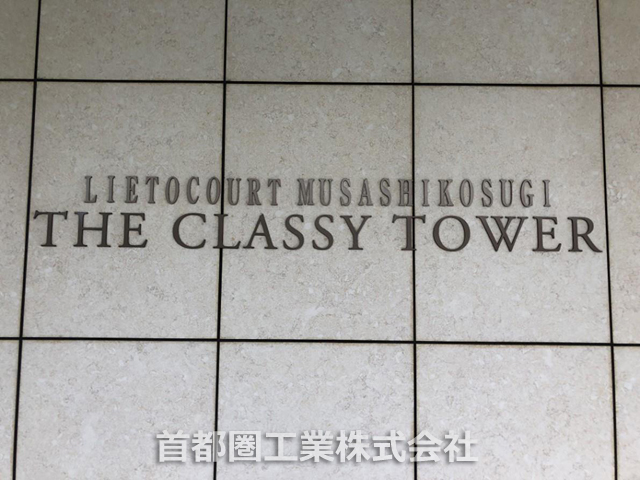 LIETOCOURT MUSASHIKOSUGI
THE CLASSY TOWER
首都圏工業株式会社